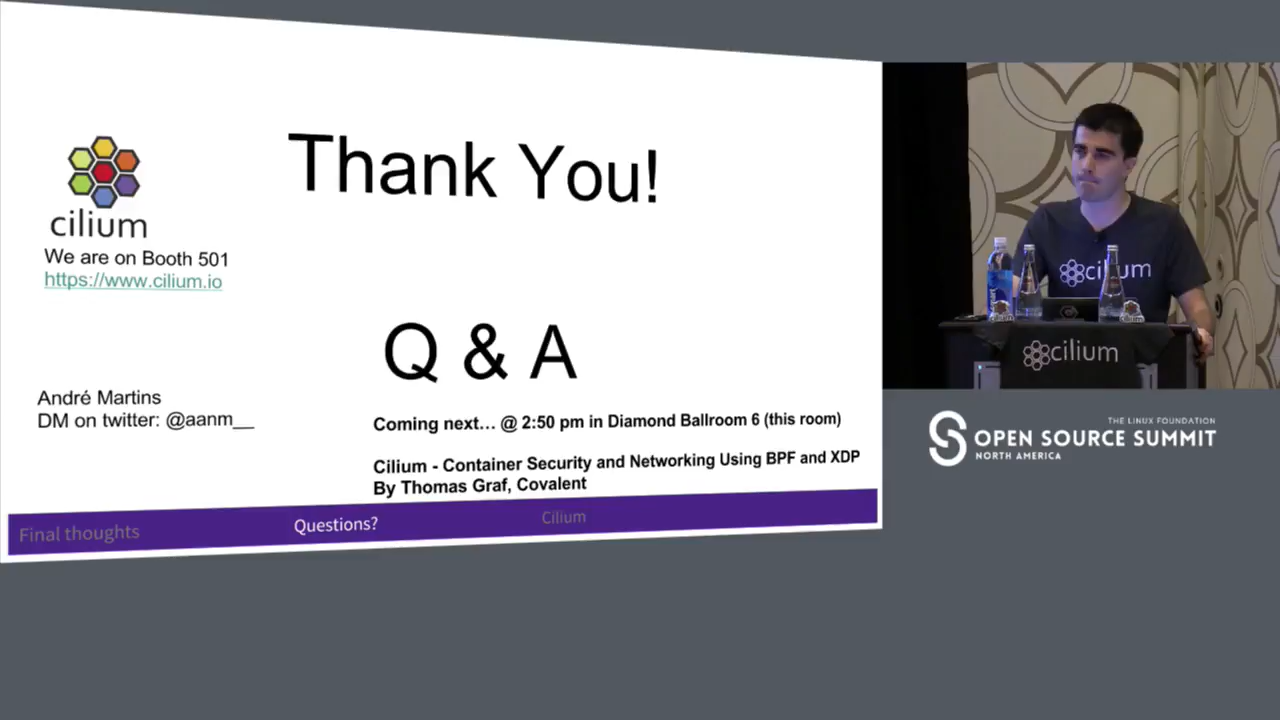 Thank You!
cilium
We are on Booth 501
https://www.cilium.io
Q & A
André Martins
DM on twitter: @aanm__
Coming next... @ 2:50 pm in Diamond Ballroom 6 (this room)
Cilium - Container Security and Networking Using BPF and XDP
By Thomas Graf, Covalent
Final thoughts
Questions?
Cilium
cilium
cilium
THE LINUX FOUNDATION
OPEN SOURCE SUMMIT
NORTH AMERICA